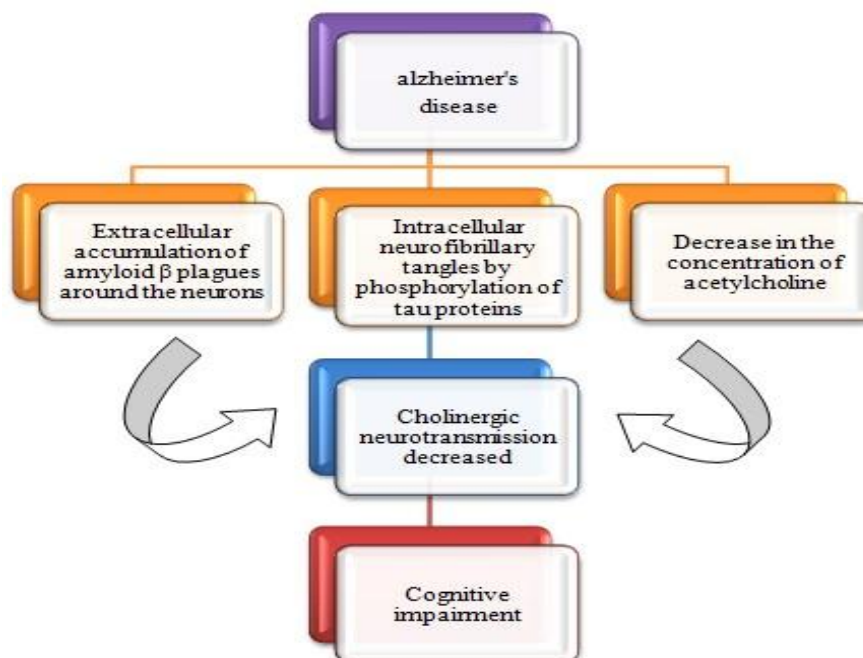 alzheimer's
disease
Extracellular
accumulation of
amyloid β plagues
around the neurons
Intracellular
neurofibrillary
tangles by
phosphorylation of
tau proteins
Decrease in the
concentration of
acetylcholine
Cholinergic
neurotransmission
decreased
Cognitive
impairment